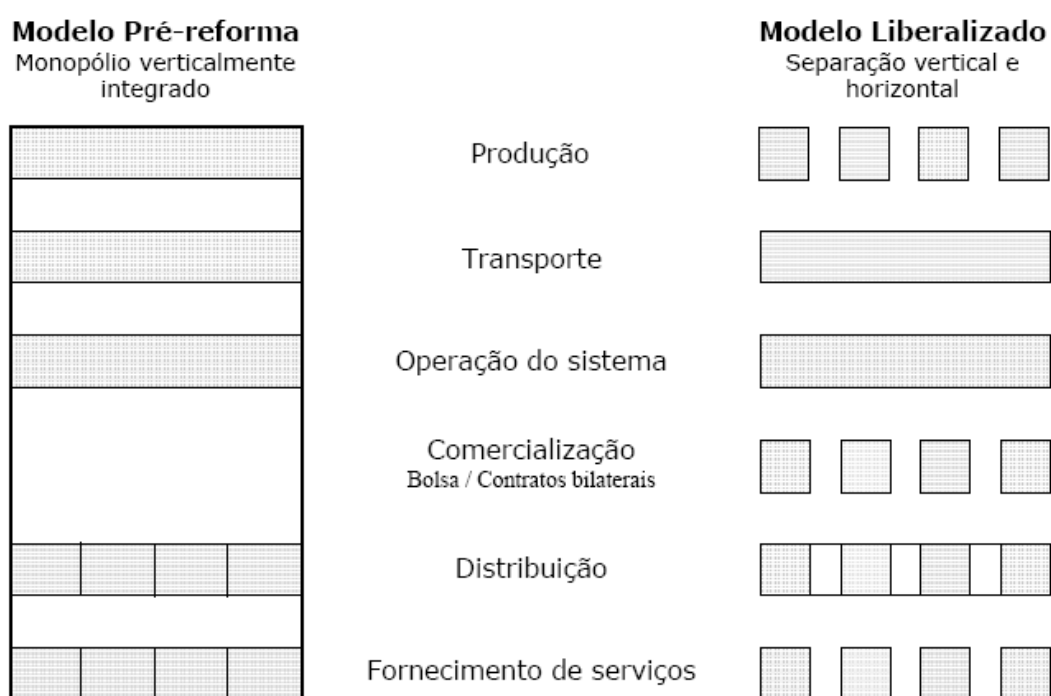 Modelo Pré-reforma
Monopólio verticalmente
integrado
Modelo Liberalizado
Separação vertical e
horizontal
Produção
Transporte
Operação do sistema
Comercialização
Bolsa / Contratos bilaterais
Distribuição
Fornecimento de serviços